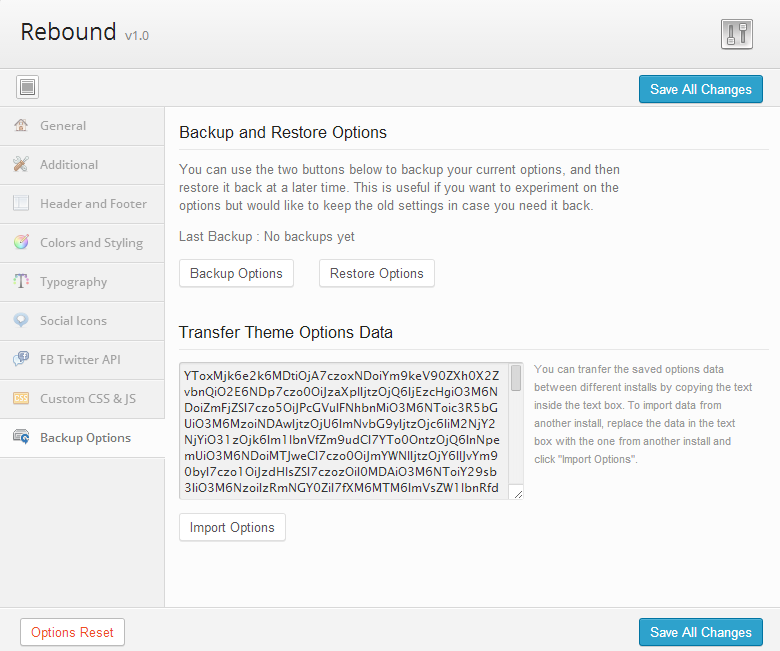 Rebound v1.0
Save All Changes
General
Additional
Header and Footer
Colors and Styling
Typography
Social Icons
FB Twitter API
Custom CSS & JS
Backup Options
Backup and Restore Options
You can use the two buttons below to backup your current options, and then
restore it back at a later time. This is useful if you want to experiment on the
options but would like to keep the old settings in case you need it back.
Last Backup : No backups yet
Backup Options
Restore Options
Transfer Theme Options Data
You can tranfer the saved options data
between different installs by copying the text
inside the text box. To import data from
another install, replace the data in the text
box with the one from another install and
click "Import Options".
Import Options
Options Reset
Save All Changes